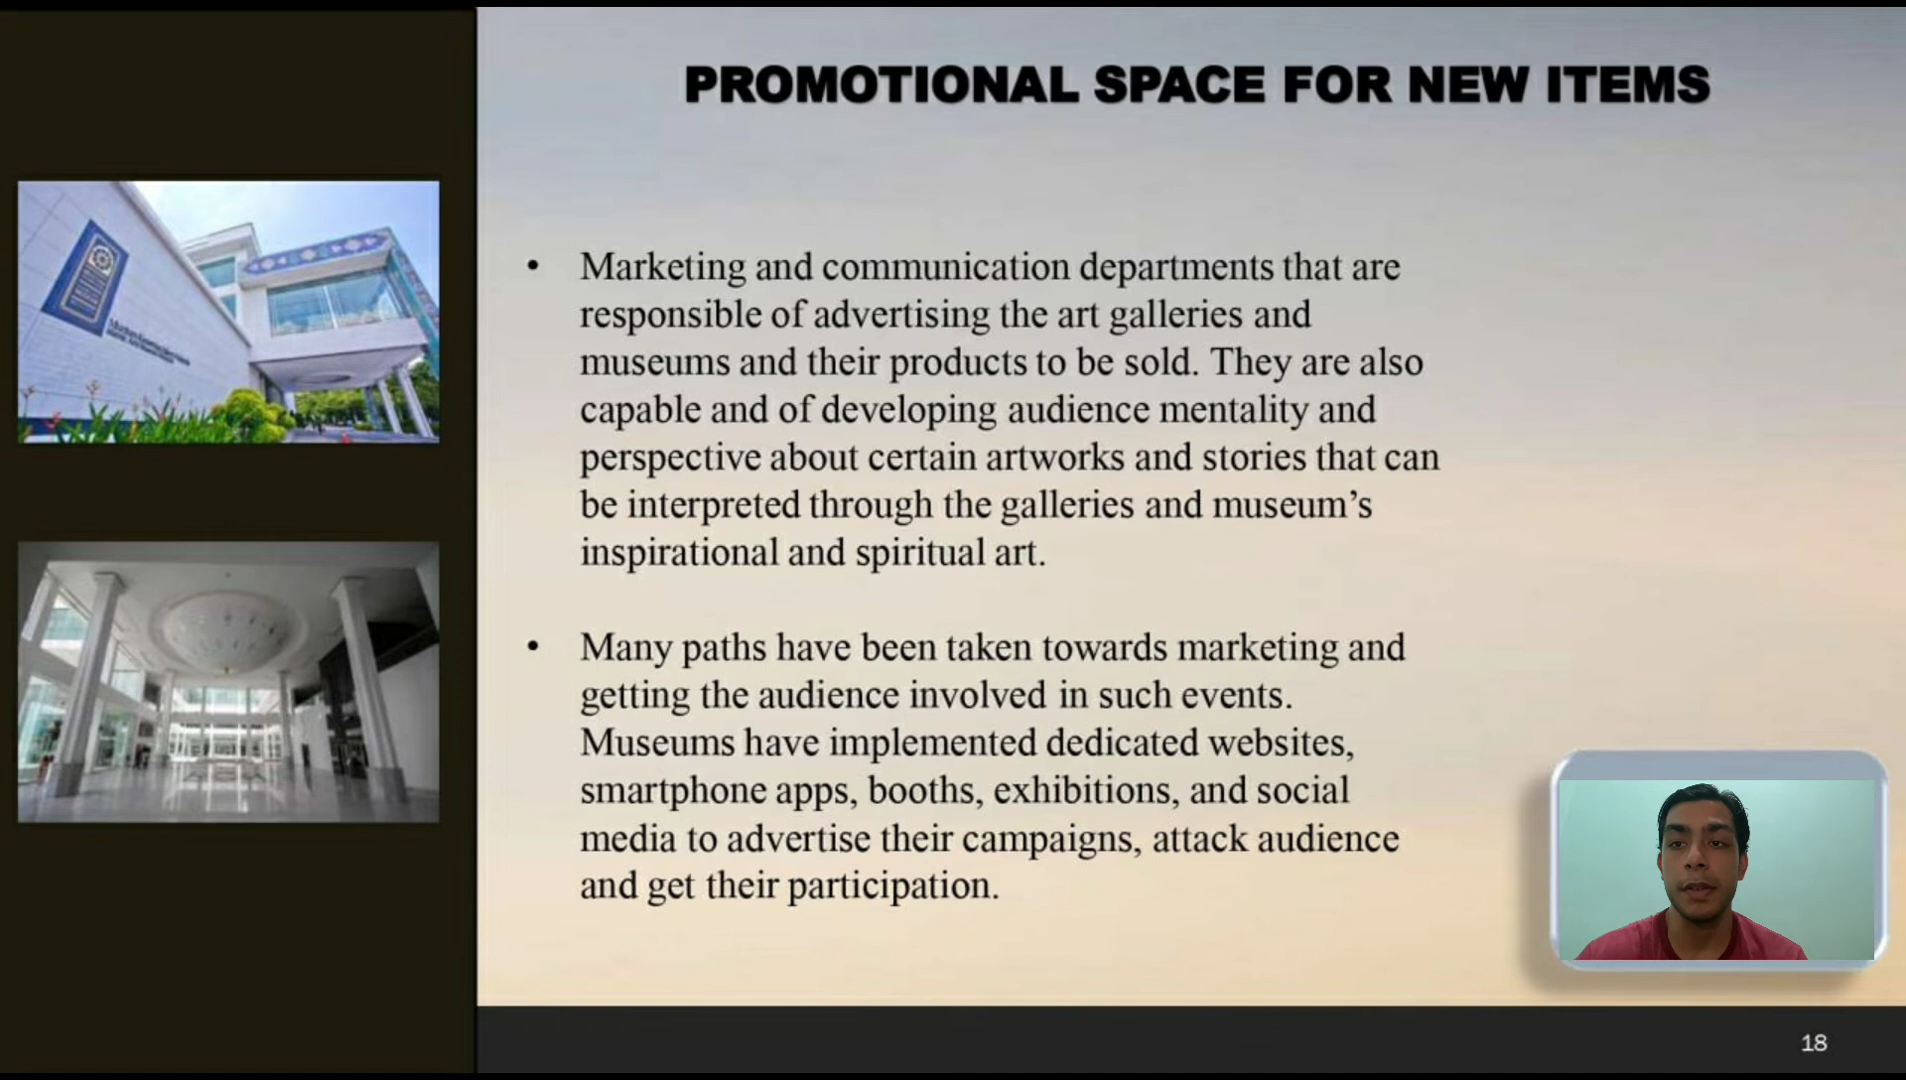 PROMOTIONAL SPACE FOR NEW ITEMS
• Marketing and communication departments that are
responsible of advertising the art galleries and
museums and their products to be sold. They are also
capable and of developing audience mentality and
perspective about certain artworks and stories that can
be interpreted through the galleries and museum’s
inspirational and spiritual art.
• Many paths have been taken towards marketing and
getting the audience involved in such events.
Museums have implemented dedicated websites,
smartphone apps, booths, exhibitions, and social
media to advertise their campaigns, attack audience
and get their participation.
18